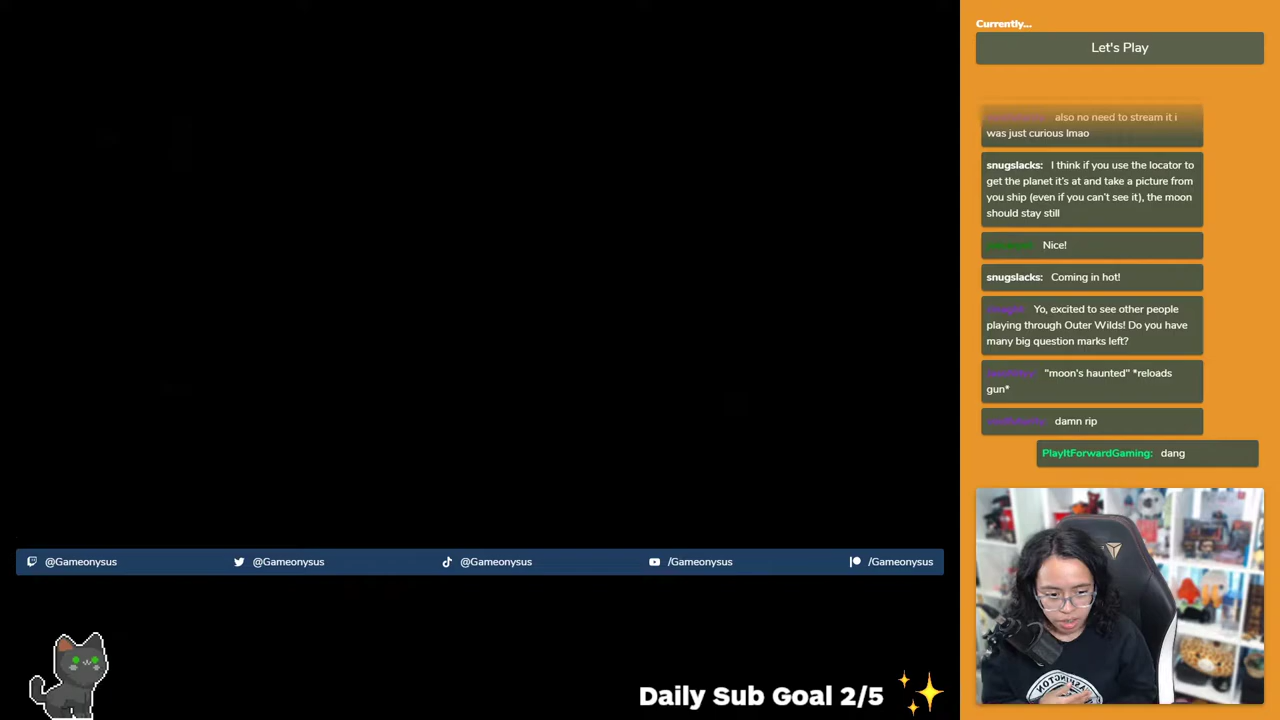 Currently...
Let's Play
also no need to stream it i
was just curious lmao
snugslacks: I think if you use the locator to
get the planet it's at and take a picture from
you ship (even if you can't see it), the moon
should stay still
Nice!
snugslacks: Coming in hot!
Yo, excited to see other people
playing through Outer Wilds! Do you have
many big question marks left?
"moon's haunted" *reloads
gun*
damn rip
PlayItForwardGaming: dang
@Gameonysus @Gameonysus @Gameonysus /Gameonysus /Gameonysus
Daily Sub Goal 2/5